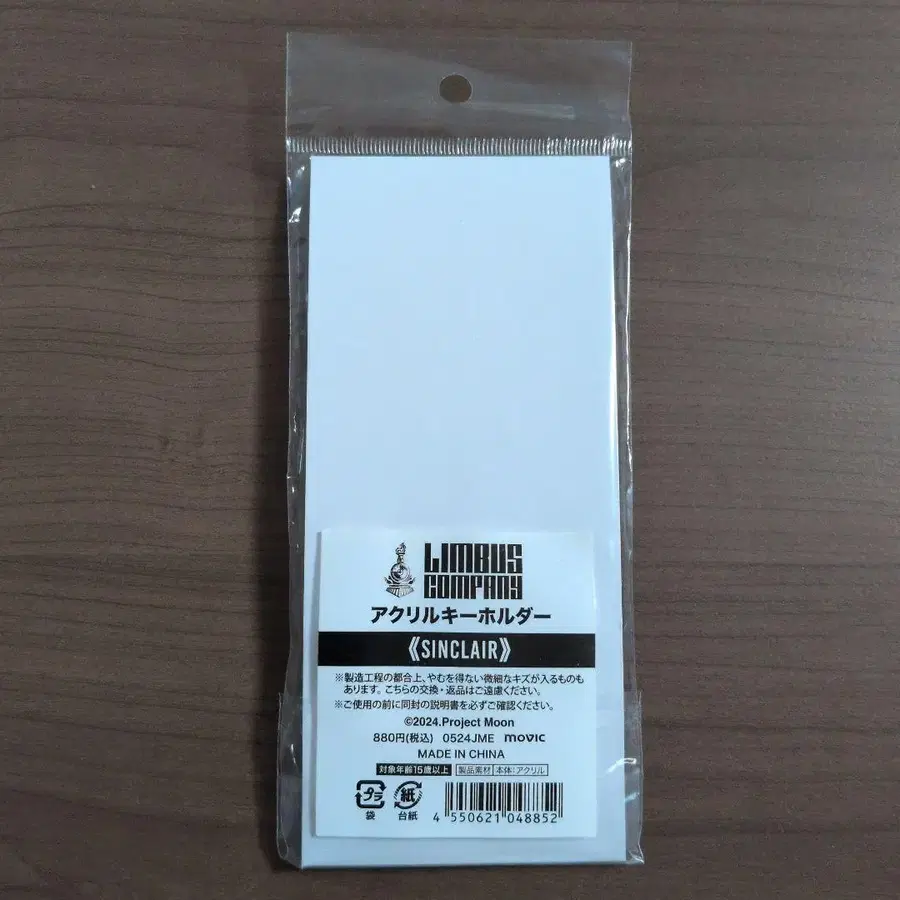 LIMBUS
COMPANY
アクリルキーホルダー
《SINCLAIR》
※製造工程の都合上、やむを得ない微細なキズが入るものも
あります。こちらの交換・返品はご遠慮ください。
※ご使用の前に同封の説明書を必ずご確認ください。
©2024.Project Moon
880円(税込) 0524JME movic
MADE IN CHINA
対象年齢15歳以上 製品素材 本体:アクリル
プラ 紙
袋 台紙
4 550621 048852